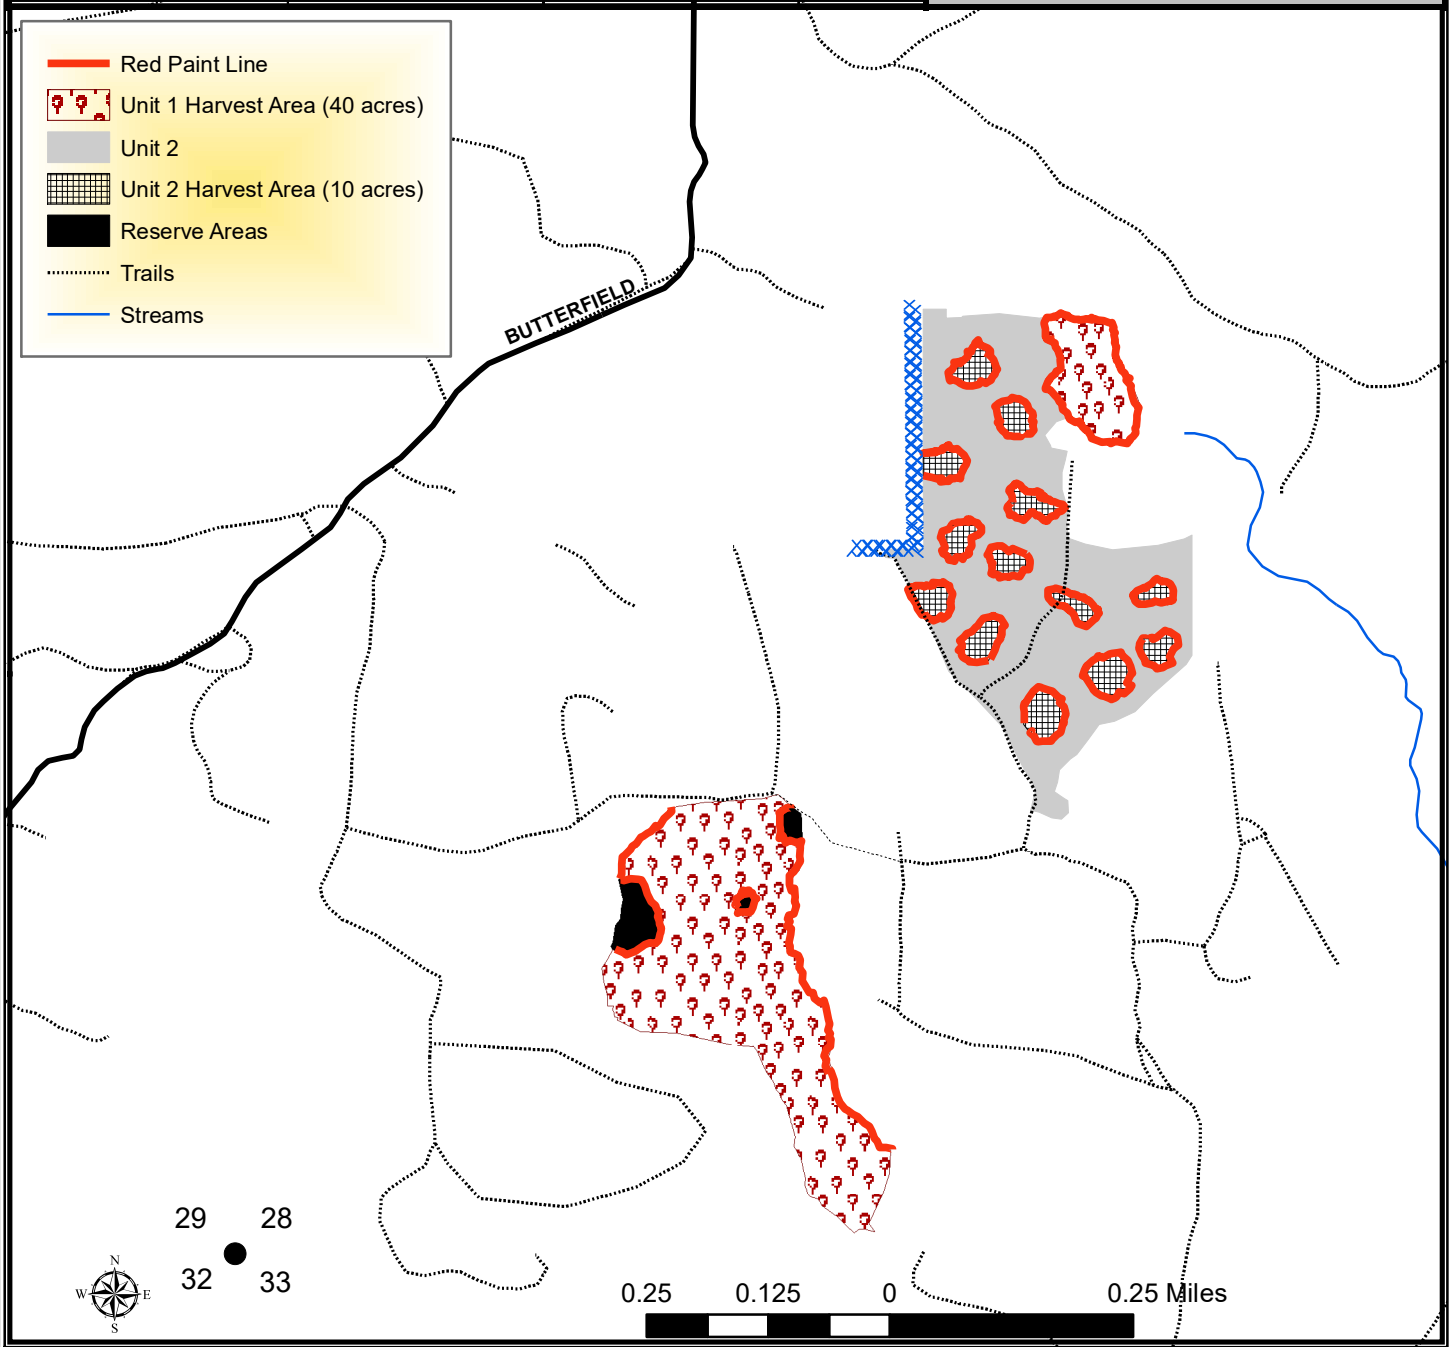 Red Paint Line
Unit 1 Harvest Area (40 acres)
Unit 2
Unit 2 Harvest Area (10 acres)
Reserve Areas
Trails
Streams
BUTTERFIELD
29 28
32 33
N
W E
S
0.25 0.125 0 0.25 Miles